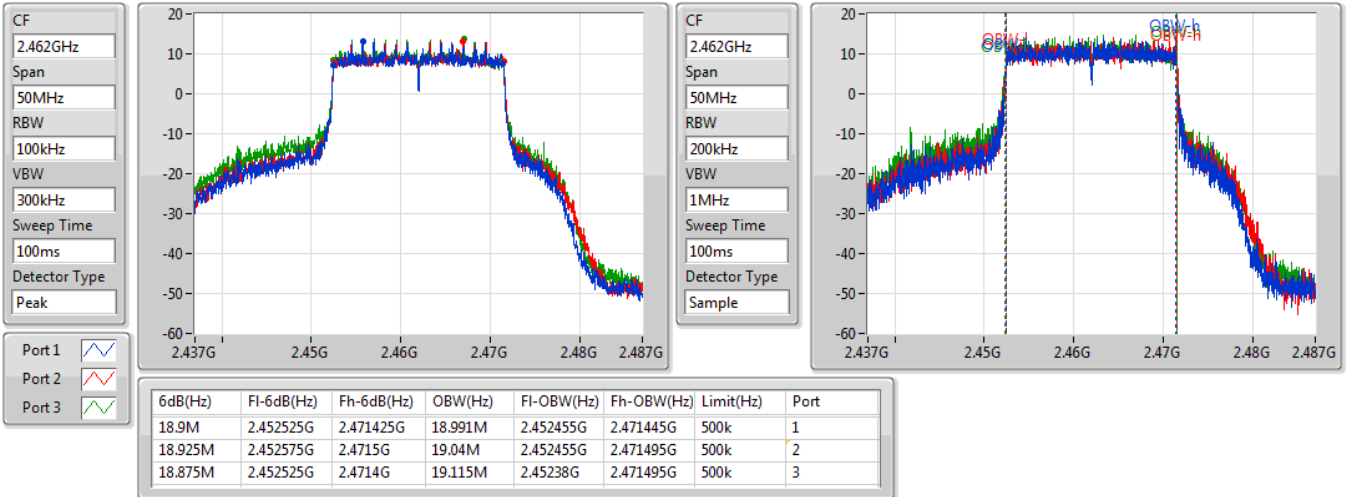 CF
2.462GHz
Span
50MHz
RBW
100kHz
VBW
300kHz
Sweep Time
100ms
Detector Type
Peak
20
10
0
-10
-20
-30
-40
-50
-60
2.437G 2.45G 2.46G 2.47G 2.48G 2.487G
CF
2.462GHz
Span
50MHz
RBW
200kHz
VBW
1MHz
Sweep Time
100ms
Detector Type
Sample
20
10
0
-10
-20
-30
-40
-50
-60
OBW-h
OBW-h
2.437G 2.45G 2.46G 2.47G 2.48G 2.487G
Port 1
Port 2
Port 3
6dB(Hz) Fl-6dB(Hz) Fh-6dB(Hz) OBW(Hz) Fl-OBW(Hz) Fh-OBW(Hz) Limit(Hz) Port
18.9M 2.452525G 2.471425G 18.991M 2.452455G 2.471445G 500k 1
18.925M 2.452575G 2.4715G 19.04M 2.452455G 2.471495G 500k 2
18.875M 2.452525G 2.4714G 19.115M 2.45238G 2.471495G 500k 3